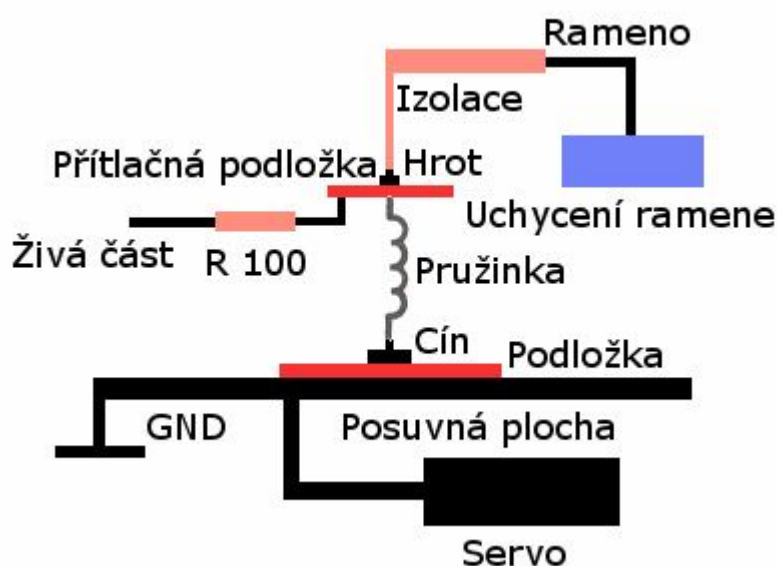 Rameno
Izolace
Přítlačná podložka Hrot
Uchycení ramene
Živá část
R 100
Pružinka
Cín
Podložka
GND
Posuvná plocha
Servo